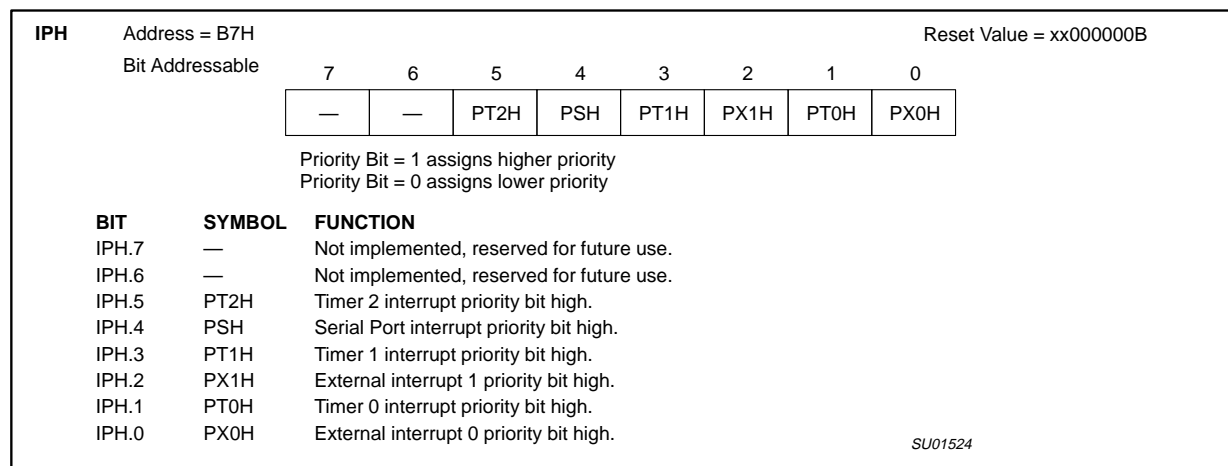 IPH Address = B7H Reset Value = xx000000B
Bit Addressable
7 6 5 4 3 2 1 0
— — PT2H PSH PT1H PX1H PT0H PX0H
Priority Bit = 1 assigns higher priority
Priority Bit = 0 assigns lower priority
BIT SYMBOL FUNCTION
IPH.7 — Not implemented, reserved for future use.
IPH.6 — Not implemented, reserved for future use.
IPH.5 PT2H Timer 2 interrupt priority bit high.
IPH.4 PSH Serial Port interrupt priority bit high.
IPH.3 PT1H Timer 1 interrupt priority bit high.
IPH.2 PX1H External interrupt 1 priority bit high.
IPH.1 PT0H Timer 0 interrupt priority bit high.
IPH.0 PX0H External interrupt 0 priority bit high.
SU01524